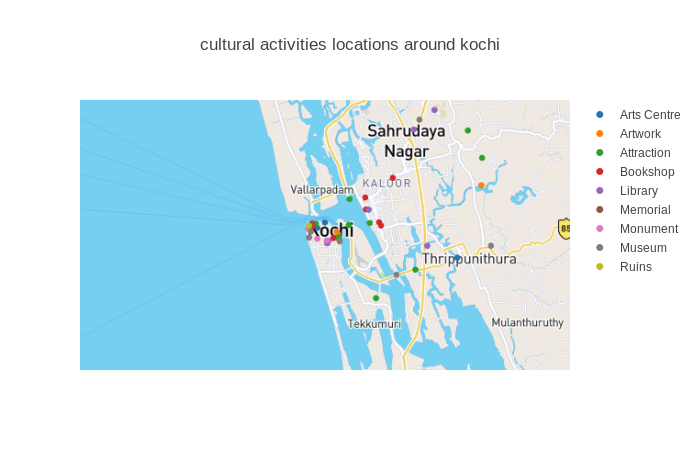 cultural activities locations around kochi
Sahrudaya
Nagar
KALOOR
Vallarpadam
Kochi
85
Thrippunithura
Tekkumuri
Mulanthuruthy
Arts Centre
Artwork
Attraction
Bookshop
Library
Memorial
Monument
Museum
Ruins